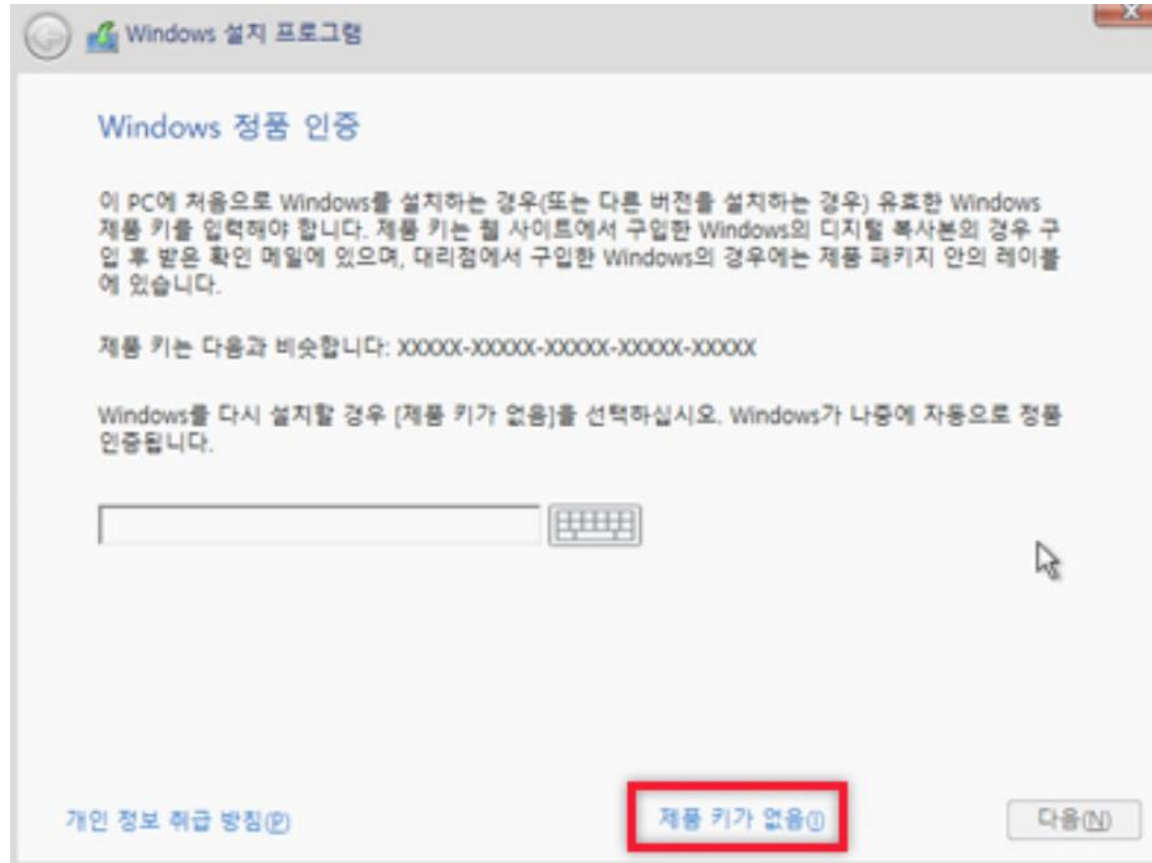 Windows 설치 프로그램
Windows 정품 인증
이 PC에 처음으로 Windows를 설치하는 경우(또는 다른 버전을 설치하는 경우) 유효한 Windows
제품 키를 입력해야 합니다. 제품 키는 웹 사이트에서 구입한 Windows의 디지털 복사본의 경우 구
입 후 받은 확인 메일에 있으며, 대리점에서 구입한 Windows의 경우에는 제품 패키지 안의 레이블
에 있습니다.
제품 키는 다음과 비슷합니다: XXXXX-XXXXX-XXXXX-XXXXX-XXXXX
Windows를 다시 설치할 경우 [제품 키가 없음]을 선택하십시오. Windows가 나중에 자동으로 정품
인증됩니다.
개인 정보 취급 방침(P) 제품 키가 없음(I) 다음(N)